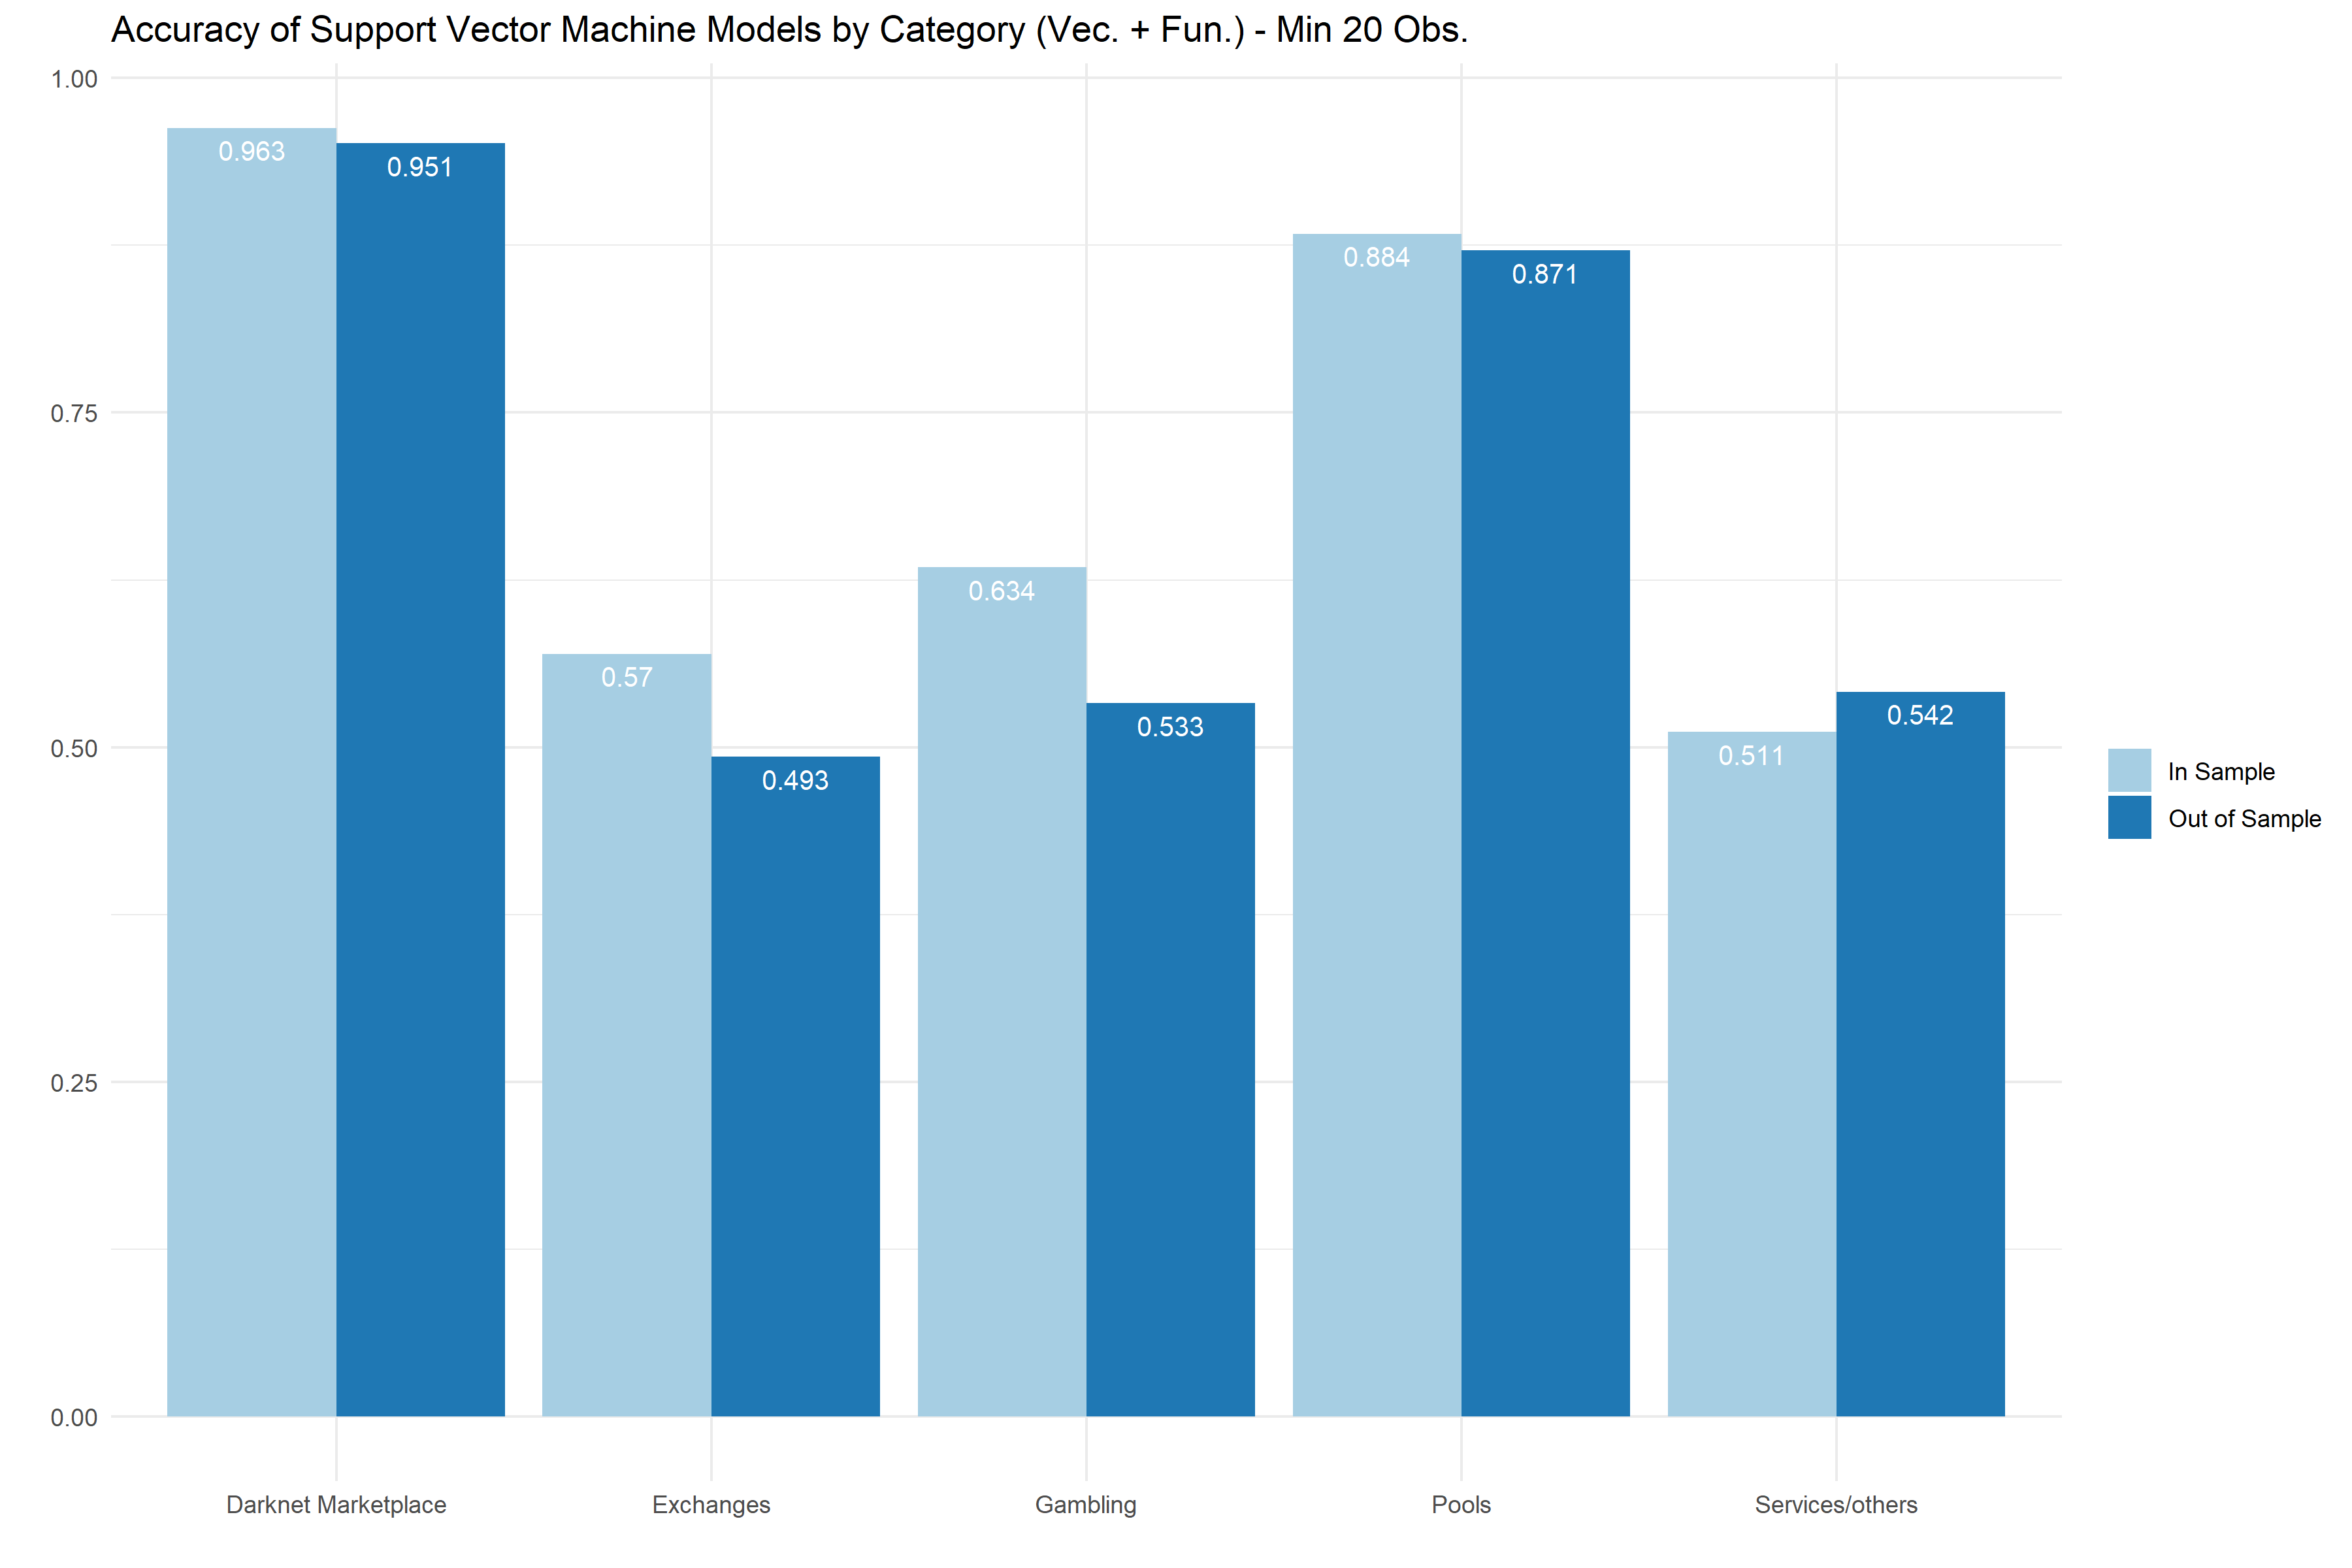 Accuracy of Support Vector Machine Models by Category (Vec. + Fun.) - Min 20 Obs.
1.00
0.75
0.50
0.25
0.00
0.963
0.951
0.57
0.493
0.634
0.533
0.884
0.871
0.511
0.542
Darknet Marketplace
Exchanges
Gambling
Pools
Services/others
In Sample
Out of Sample